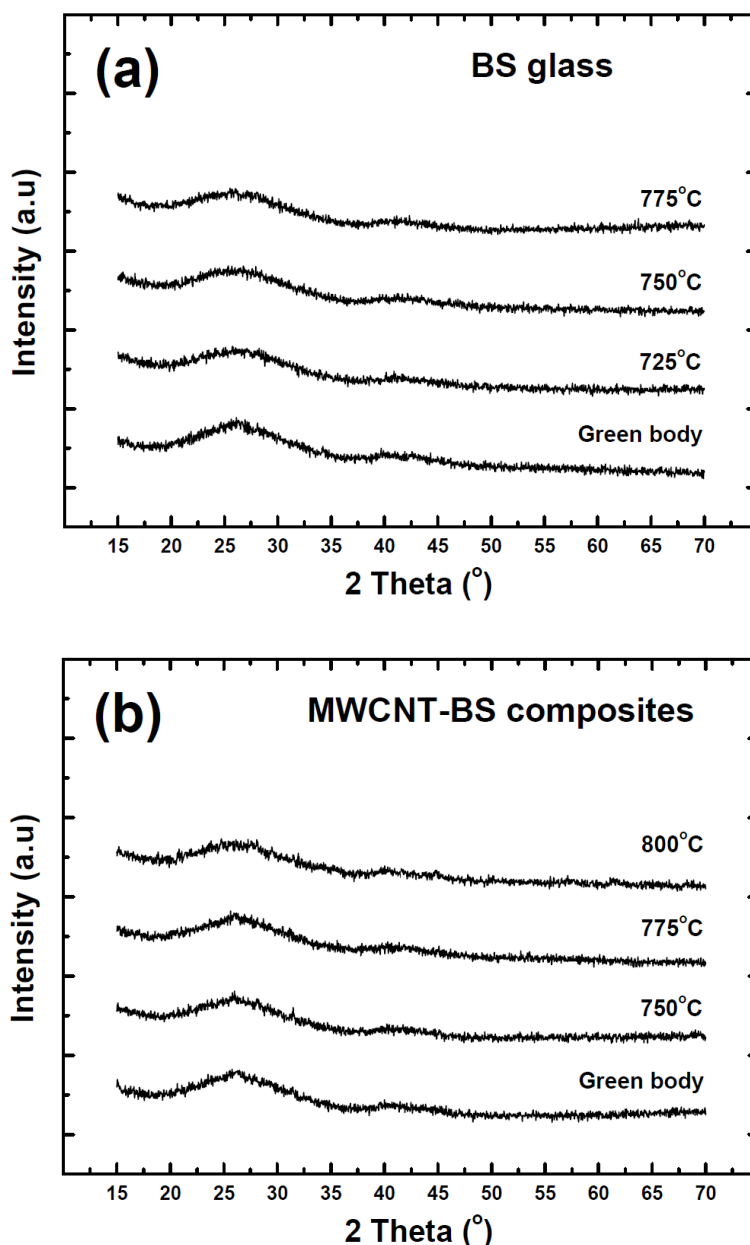 (a)
BS glass
775°C
750°C
725°C
Green body
Intensity (a.u)
15 20 25 30 35 40 45 50 55 60 65 70
2 Theta (°)
(b)
MWCNT-BS composites
800°C
775°C
750°C
Green body
Intensity (a.u)
15 20 25 30 35 40 45 50 55 60 65 70
2 Theta (°)